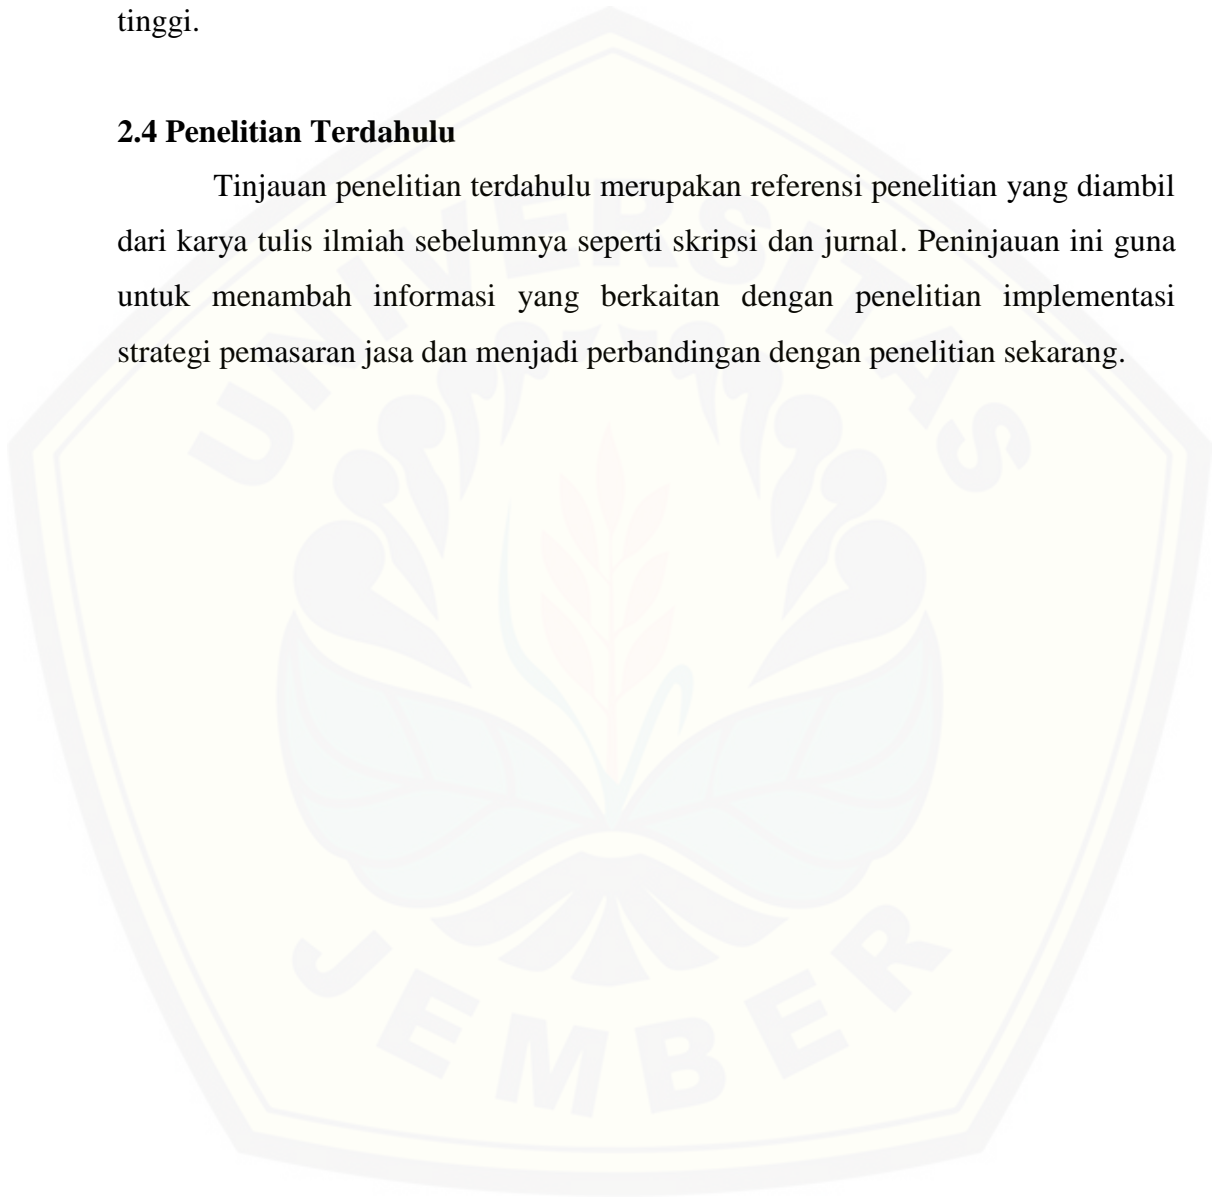 tinggi.
2.4 Penelitian Terdahulu
Tinjauan penelitian terdahulu merupakan referensi penelitian yang diambil
dari karya tulis ilmiah sebelumnya seperti skripsi dan jurnal. Peninjauan ini guna
untuk menambah informasi yang berkaitan dengan penelitian implementasi
strategi pemasaran jasa dan menjadi perbandingan dengan penelitian sekarang.
UNIVERSITAS
JEMBER